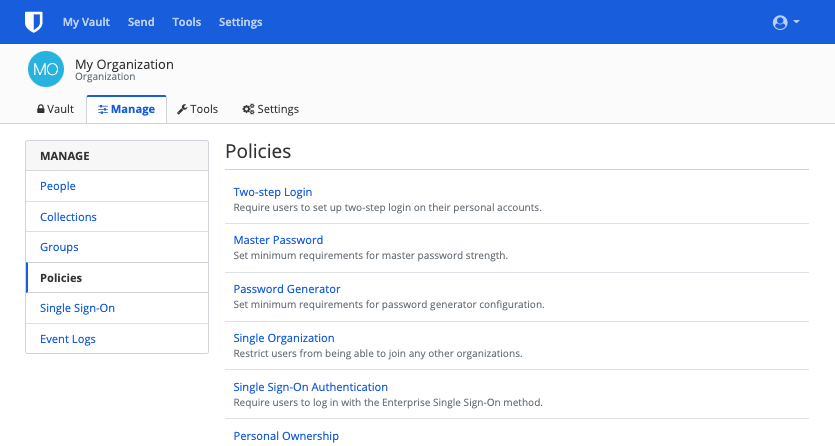 My Vault Send Tools Settings
MO My Organization
Organization
Vault Manage Tools Settings
MANAGE
People
Collections
Groups
Policies
Single Sign-On
Event Logs
Policies
Two-step Login
Require users to set up two-step login on their personal accounts.
Master Password
Set minimum requirements for master password strength.
Password Generator
Set minimum requirements for password generator configuration.
Single Organization
Restrict users from being able to join any other organizations.
Single Sign-On Authentication
Require users to log in with the Enterprise Single Sign-On method.
Personal Ownership